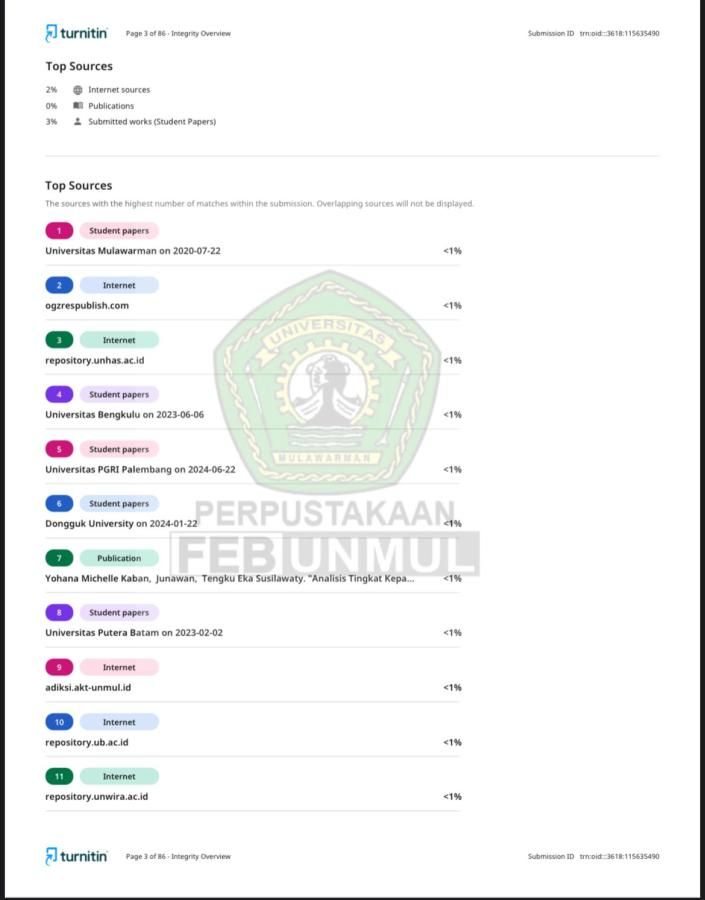 turnitin Page 3 of 86 - Integrity Overview Submission ID trn:oid:::3618:115635490
Top Sources
2% Internet sources
0% Publications
3% Submitted works (Student Papers)
Top Sources
The sources with the highest number of matches within the submission. Overlapping sources will not be displayed.
1 Student papers
Universitas Mulawarman on 2020-07-22 <1%
2 Internet
ogzrespublish.com <1%
3 Internet
repository.unhas.ac.id <1%
4 Student papers
Universitas Bengkulu on 2023-06-06 <1%
5 Student papers
Universitas PGRI Palembang on 2024-06-22 <1%
6 Student papers
Dongguk University on 2024-01-22 <1%
7 Publication
Yohana Michelle Kaban, Junawan, Tengku Eka Susilawaty. "Analisis Tingkat Kepa... <1%
8 Student papers
Universitas Putera Batam on 2023-02-02 <1%
9 Internet
adiksi.akt-unmul.id <1%
10 Internet
repository.ub.ac.id <1%
11 Internet
repository.unwira.ac.id <1%
UNIVERSITAS
MULAWARMAN
PERPUSTAKAAN
FEB UNMUL
turnitin Page 3 of 86 - Integrity Overview Submission ID trn:oid:::3618:115635490